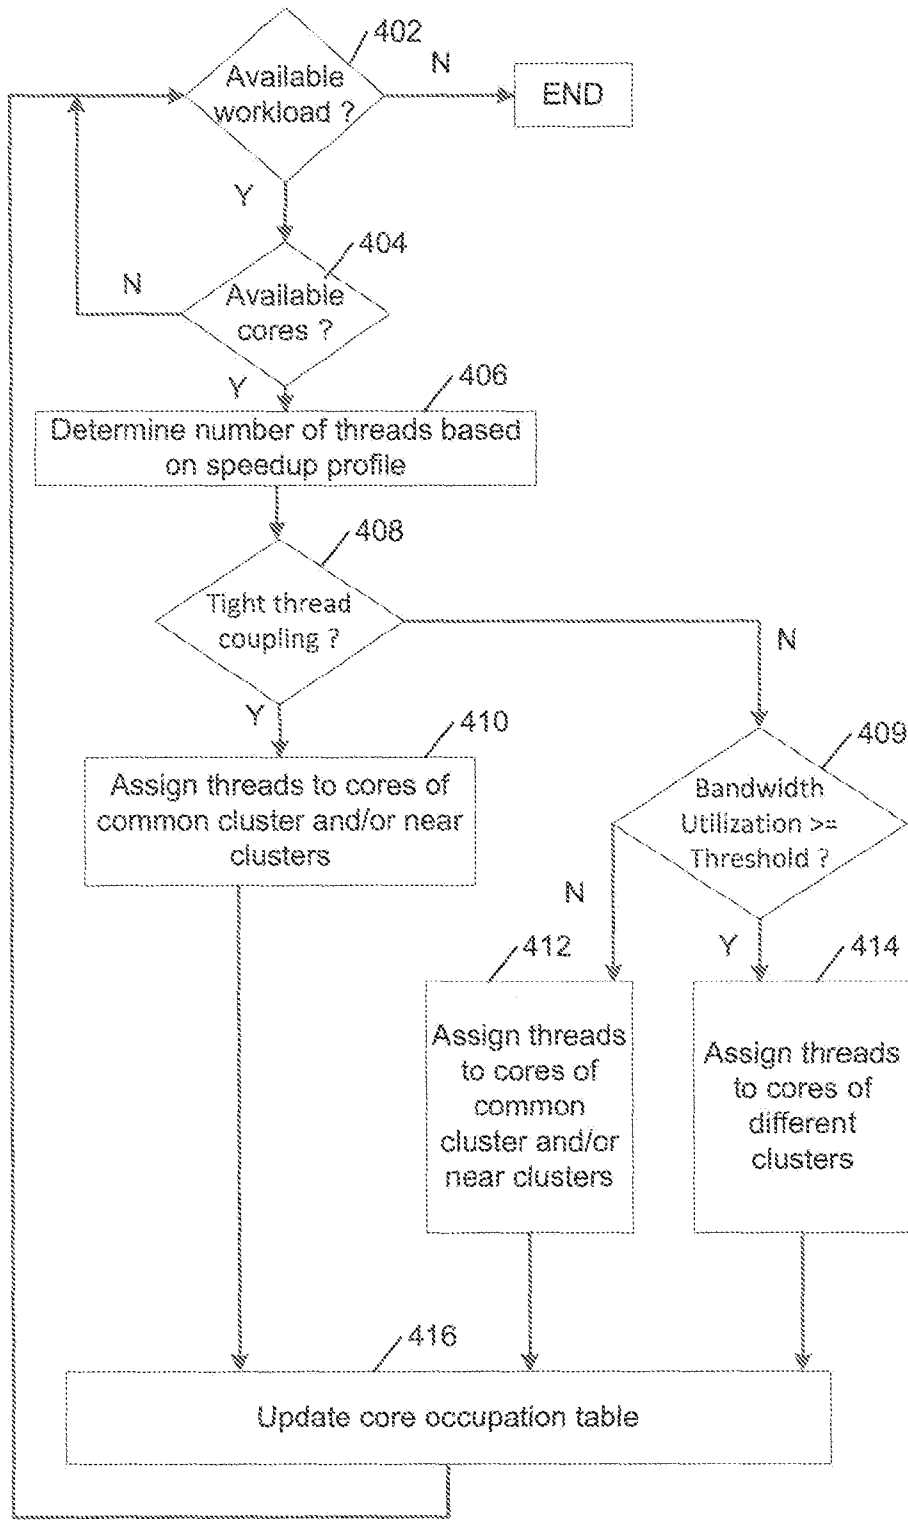 402
Available
workload ?
N
END
Y
404
Available
cores ?
N
Y
406
Determine number of threads based
on speedup profile
408
Tight thread
coupling ?
N
Y
410
Assign threads to cores of
common cluster and/or near
clusters
409
Bandwidth
Utilization >=
Threshold ?
N
Y
412
Assign threads
to cores of
common
cluster and/or
near clusters
414
Assign threads
to cores of
different
clusters
416
Update core occupation table